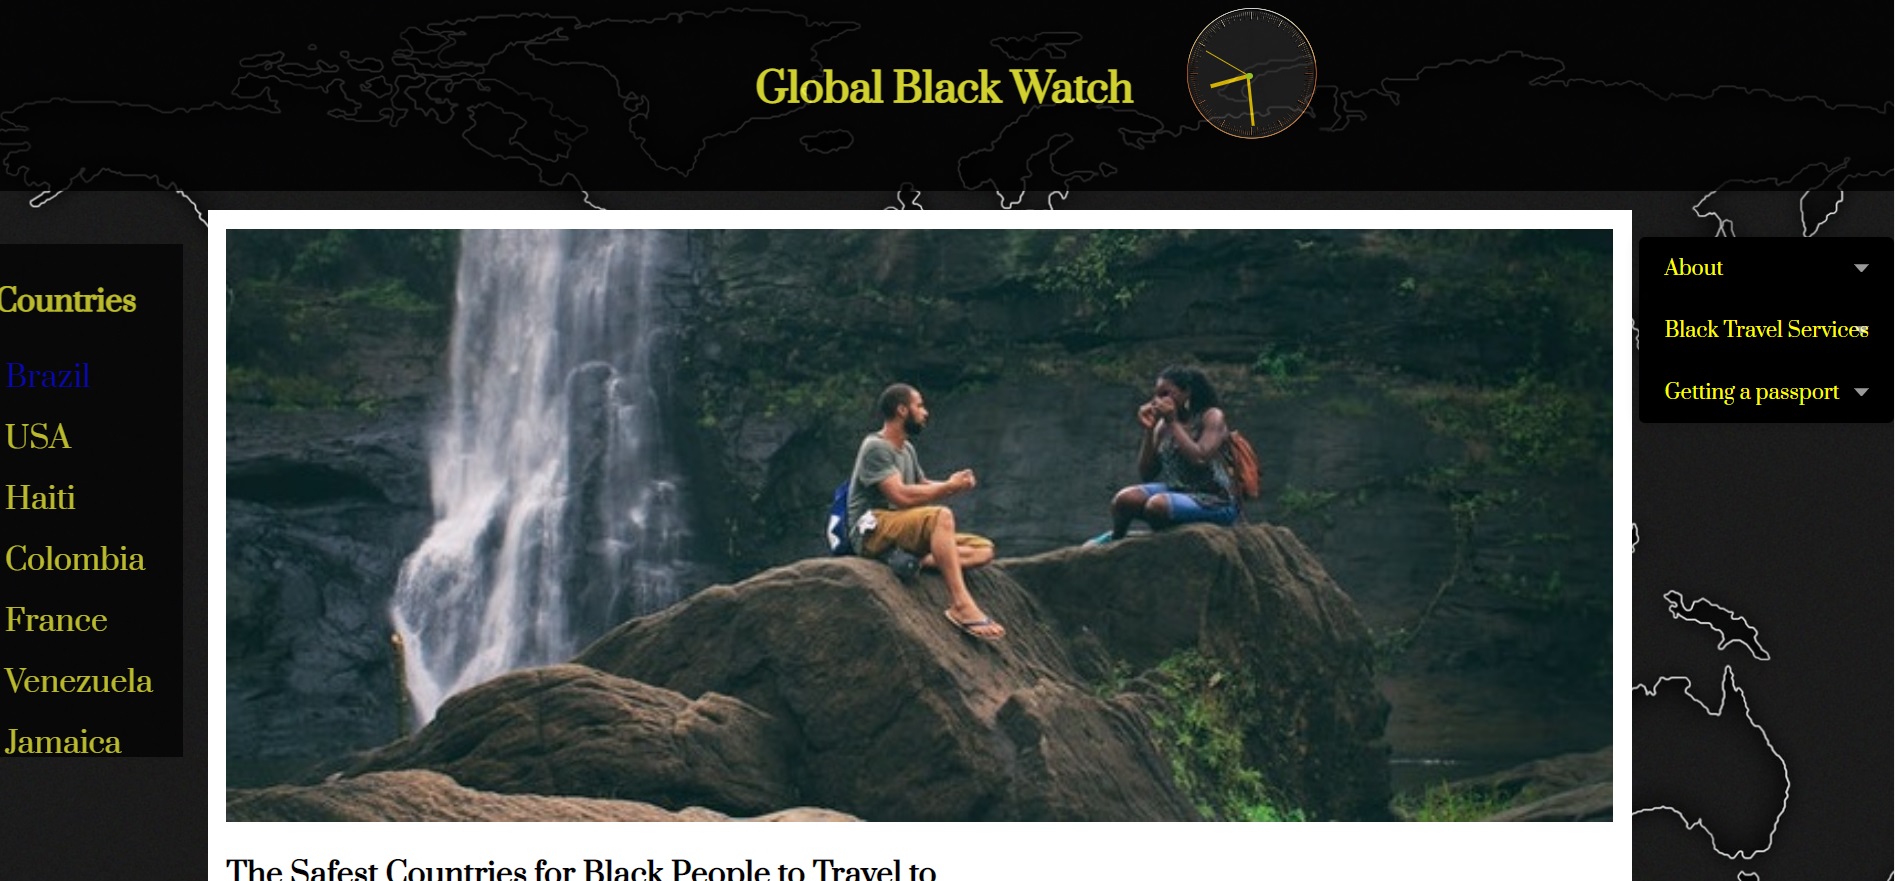 Global Black Watch
Countries
Brazil
USA
Haiti
Colombia
France
Venezuela
Jamaica
About
Black Travel Services
Getting a passport
The Safest Countries for Black People to Travel to